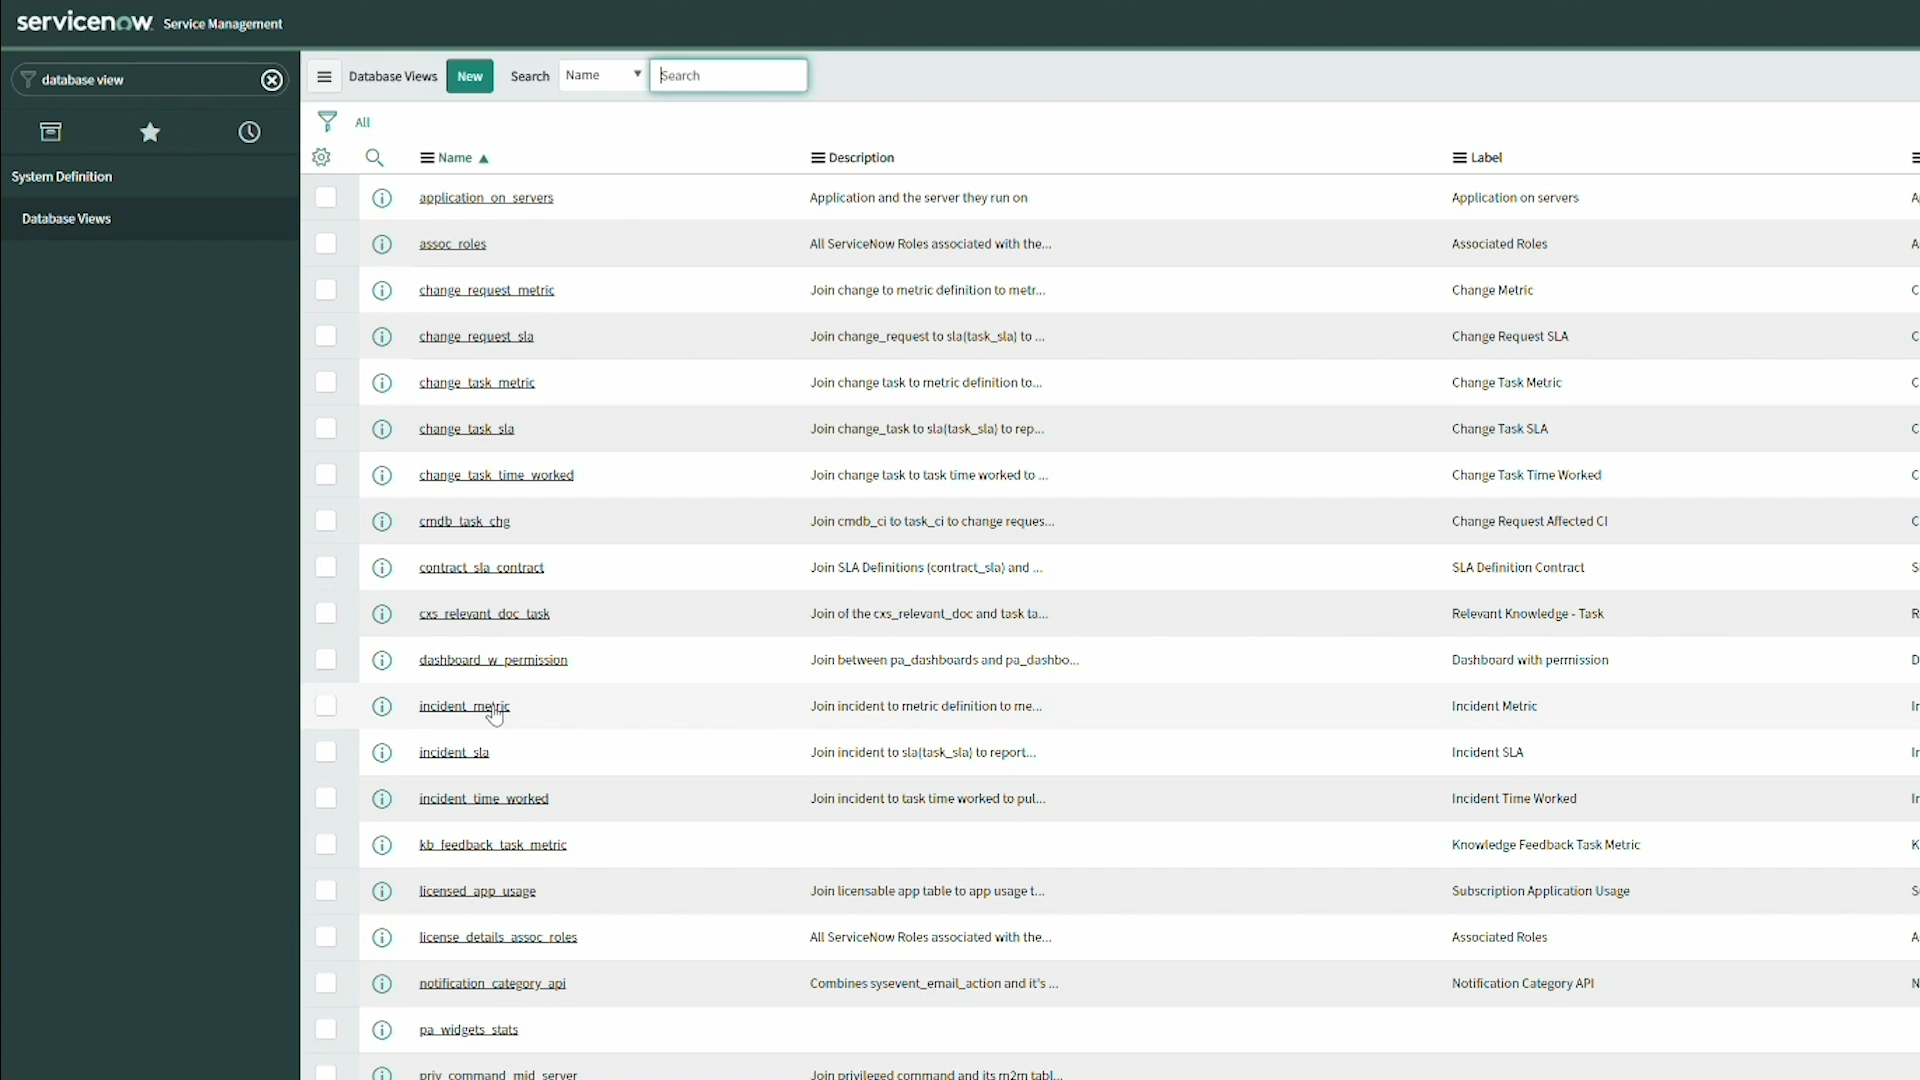 servicenow. Service Management
database view
Database Views New Search Name Search
All
System Definition
Database Views
Name Description Label
application_on_servers Application and the server they run on Application on servers
assoc_roles All ServiceNow Roles associated with the... Associated Roles
change_request_metric Join change to metric definition to metr... Change Metric
change_request_sla Join change_request to sla(task_sla) to ... Change Request SLA
change_task_metric Join change task to metric definition to... Change Task Metric
change_task_sla Join change_task to sla(task_sla) to rep... Change Task SLA
change_task_time_worked Join change task to task time worked to ... Change Task Time Worked
cmdb_task_chg Join cmdb_ci to task_ci to change reques... Change Request Affected CI
contract_sla_contract Join SLA Definitions (contract_sla) and ... SLA Definition Contract
cxs_relevant_doc_task Join of the cxs_relevant_doc and task ta... Relevant Knowledge - Task
dashboard_w_permission Join between pa_dashboards and pa_dashbo... Dashboard with permission
incident_metric Join incident to metric definition to me... Incident Metric
incident_sla Join incident to sla(task_sla) to report... Incident SLA
incident_time_worked Join incident to task time worked to pul... Incident Time Worked
kb_feedback_task_metric Knowledge Feedback Task Metric
licensed_app_usage Join licensable app table to app usage t... Subscription Application Usage
license_details_assoc_roles All ServiceNow Roles associated with the... Associated Roles
notification_category_api Combines sysevent_email_action and it's ... Notification Category API
pa_widgets_stats
priv_command_mid_server Join privileged command and its m2m tabl...